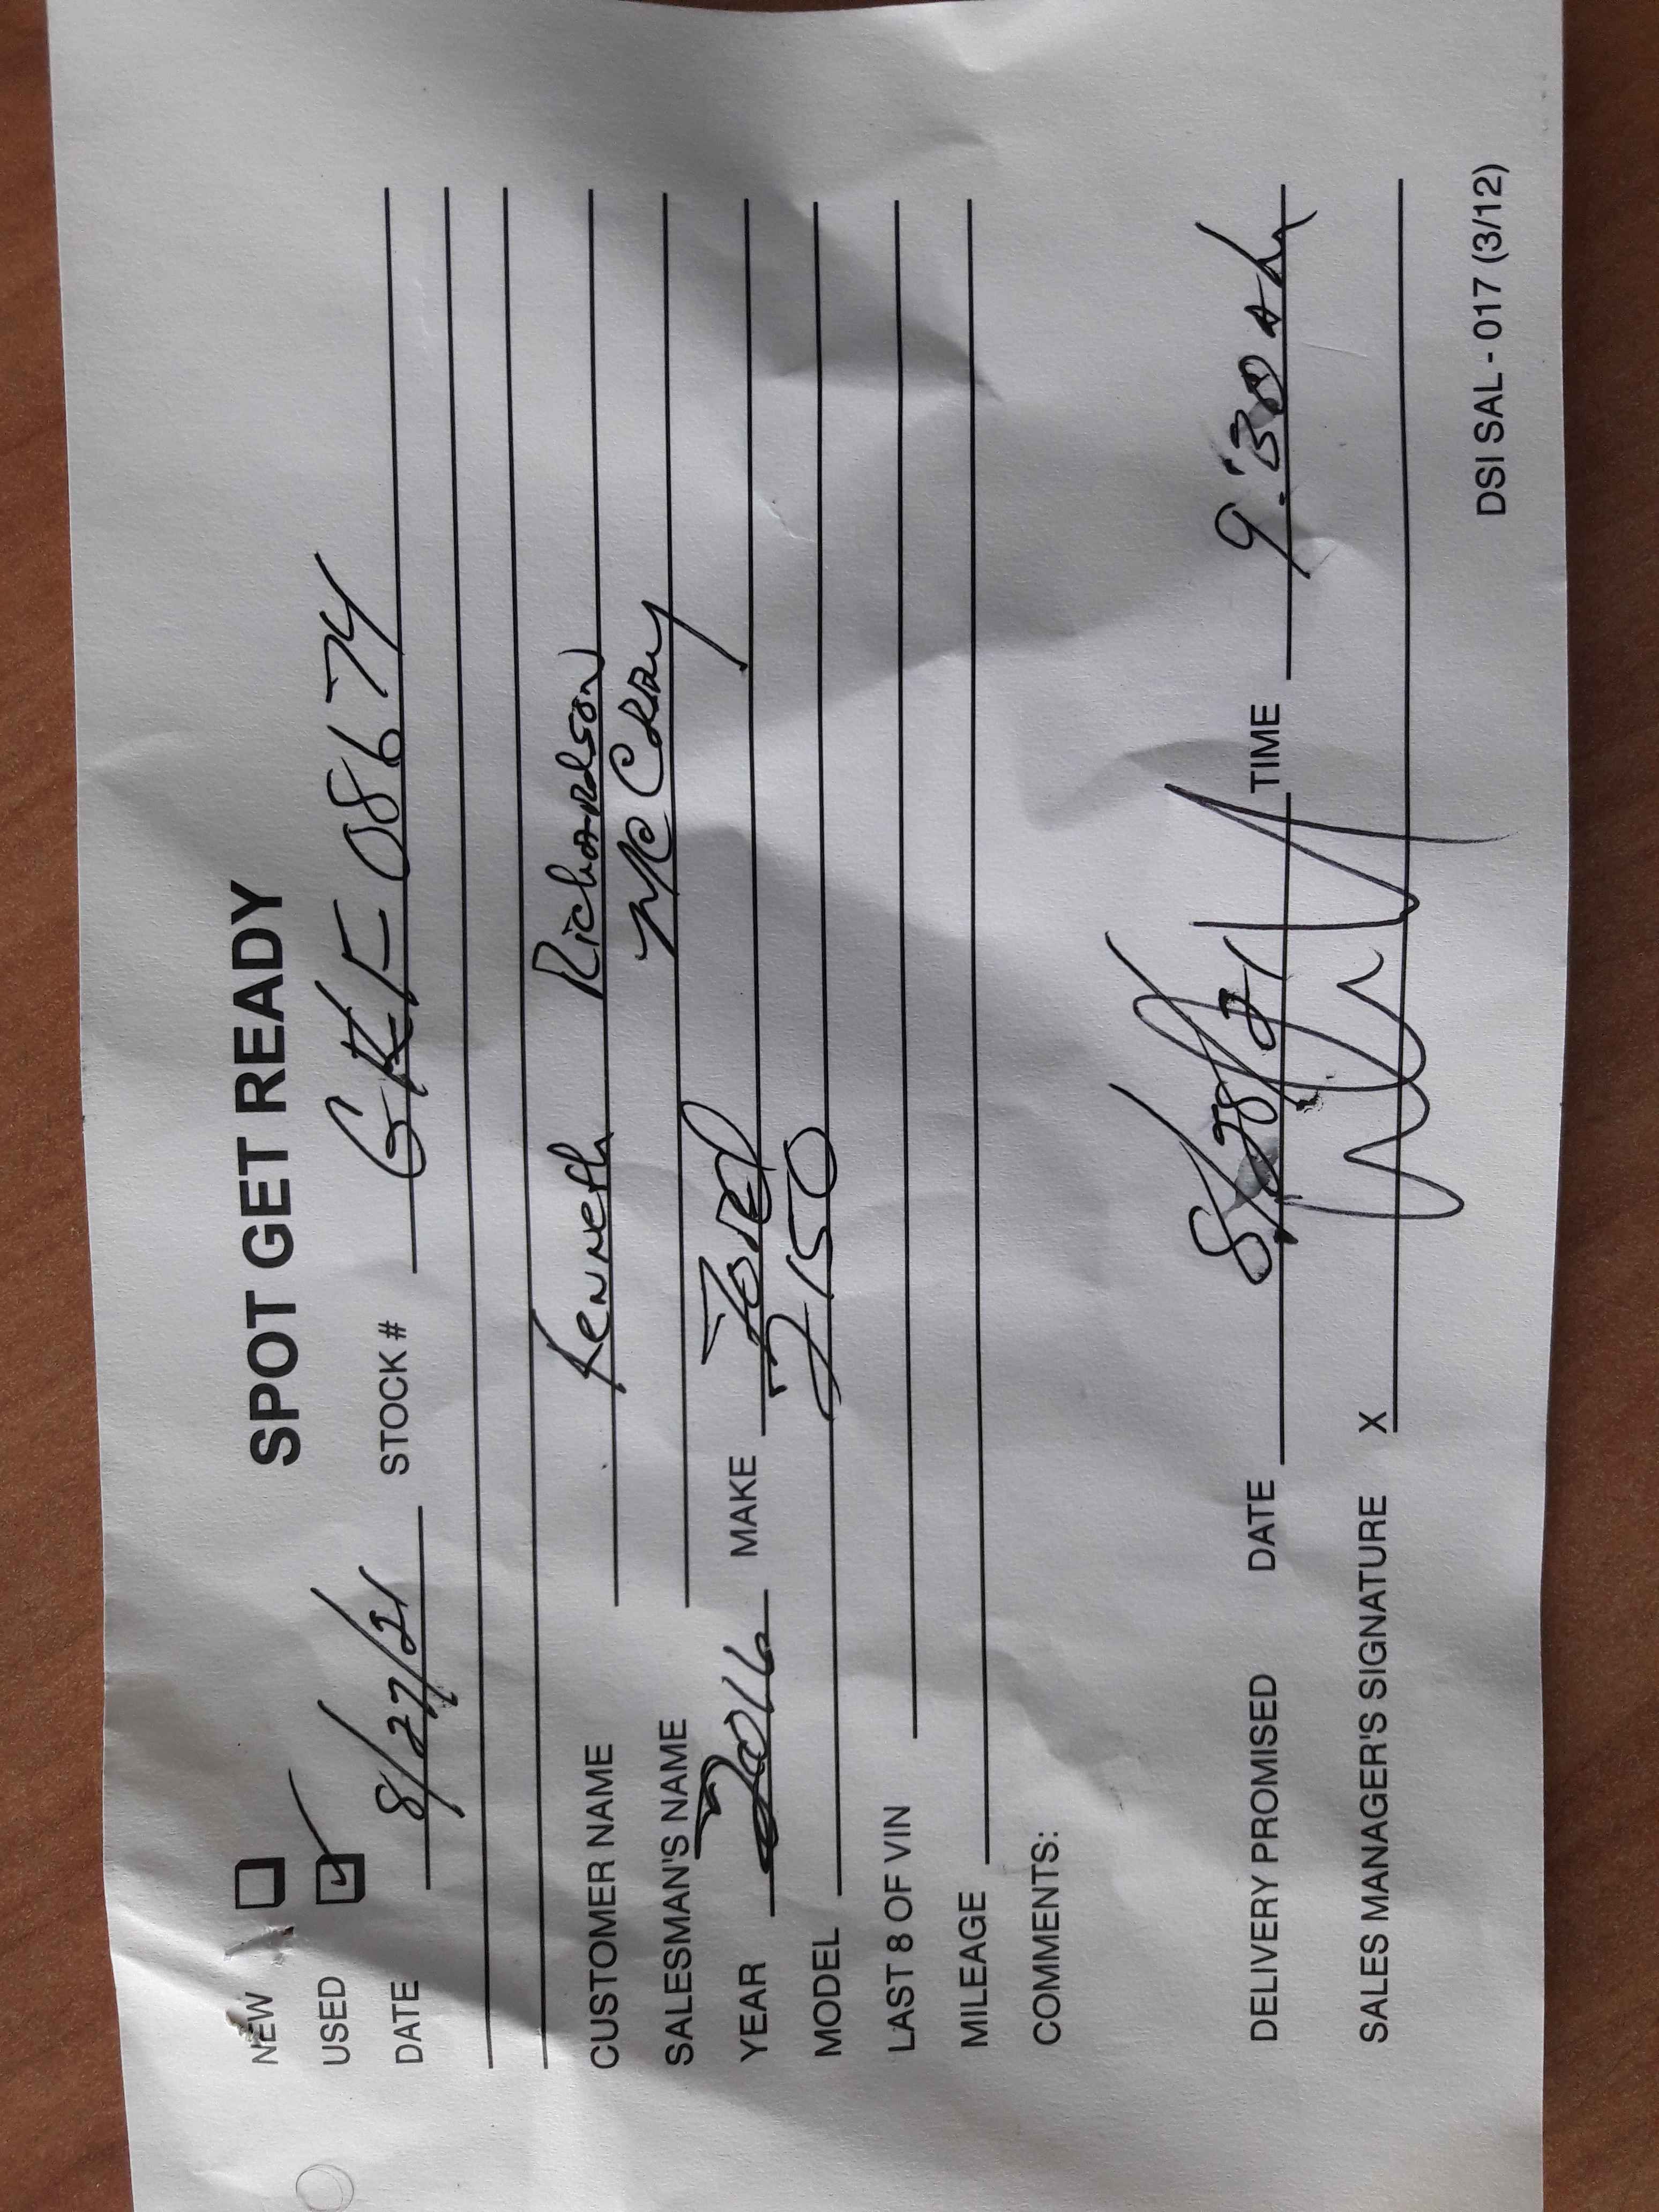 SPOT GET READY
NEW
USED
DATE 8/27/21 STOCK # GKF08674
CUSTOMER NAME Kenneth Richardson
SALESMAN'S NAME McCray
YEAR 2016 MAKE Ford
MODEL F150
LAST 8 OF VIN
MILEAGE
COMMENTS:
DELIVERY PROMISED DATE 8/28/21 TIME 9:30 AM
SALES MANAGER'S SIGNATURE X
DSI SAL - 017 (3/12)